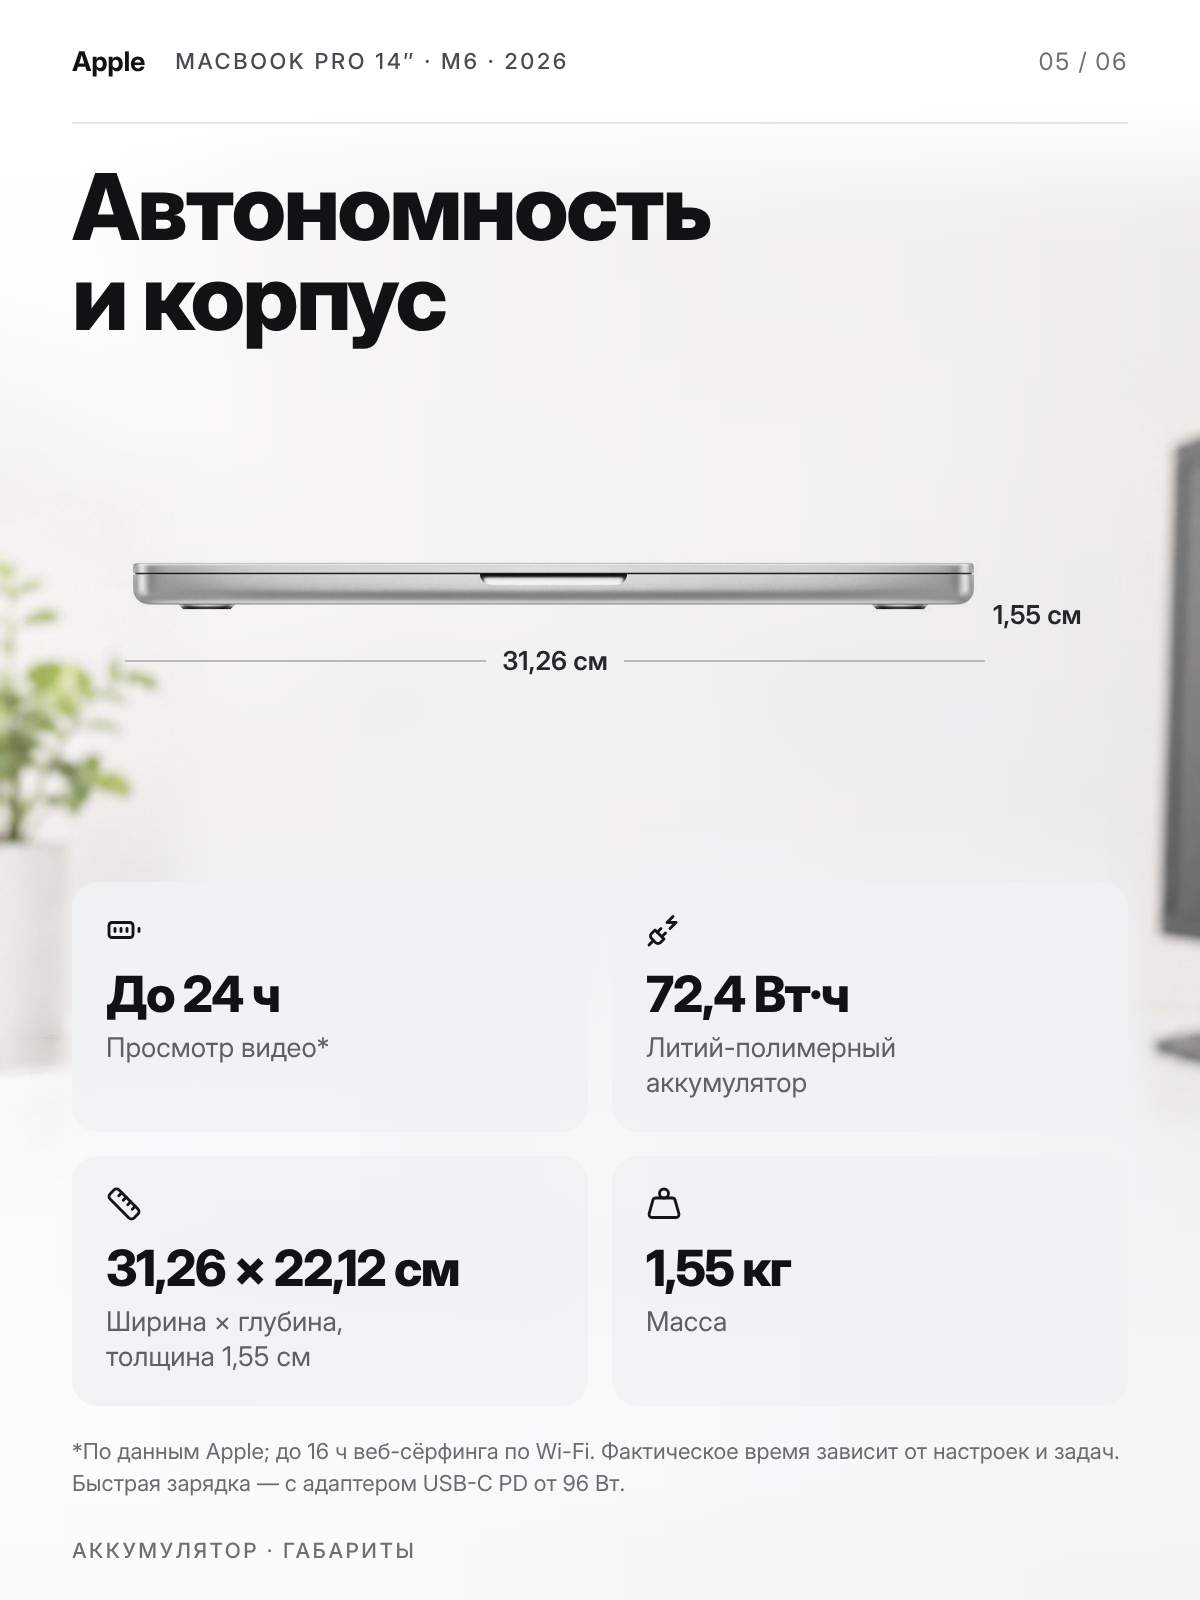 Apple MACBOOK PRO 14″ · M6 · 2026 05 / 06
Автономность
и корпус
1,55 см
31,26 см
До 24 ч
Просмотр видео*
72,4 Вт·ч
Литий-полимерный
аккумулятор
31,26 × 22,12 см
Ширина × глубина,
толщина 1,55 см
1,55 кг
Масса
*По данным Apple; до 16 ч веб-сёрфинга по Wi-Fi. Фактическое время зависит от настроек и задач.
Быстрая зарядка — с адаптером USB-C PD от 96 Вт.
АККУМУЛЯТОР · ГАБАРИТЫ